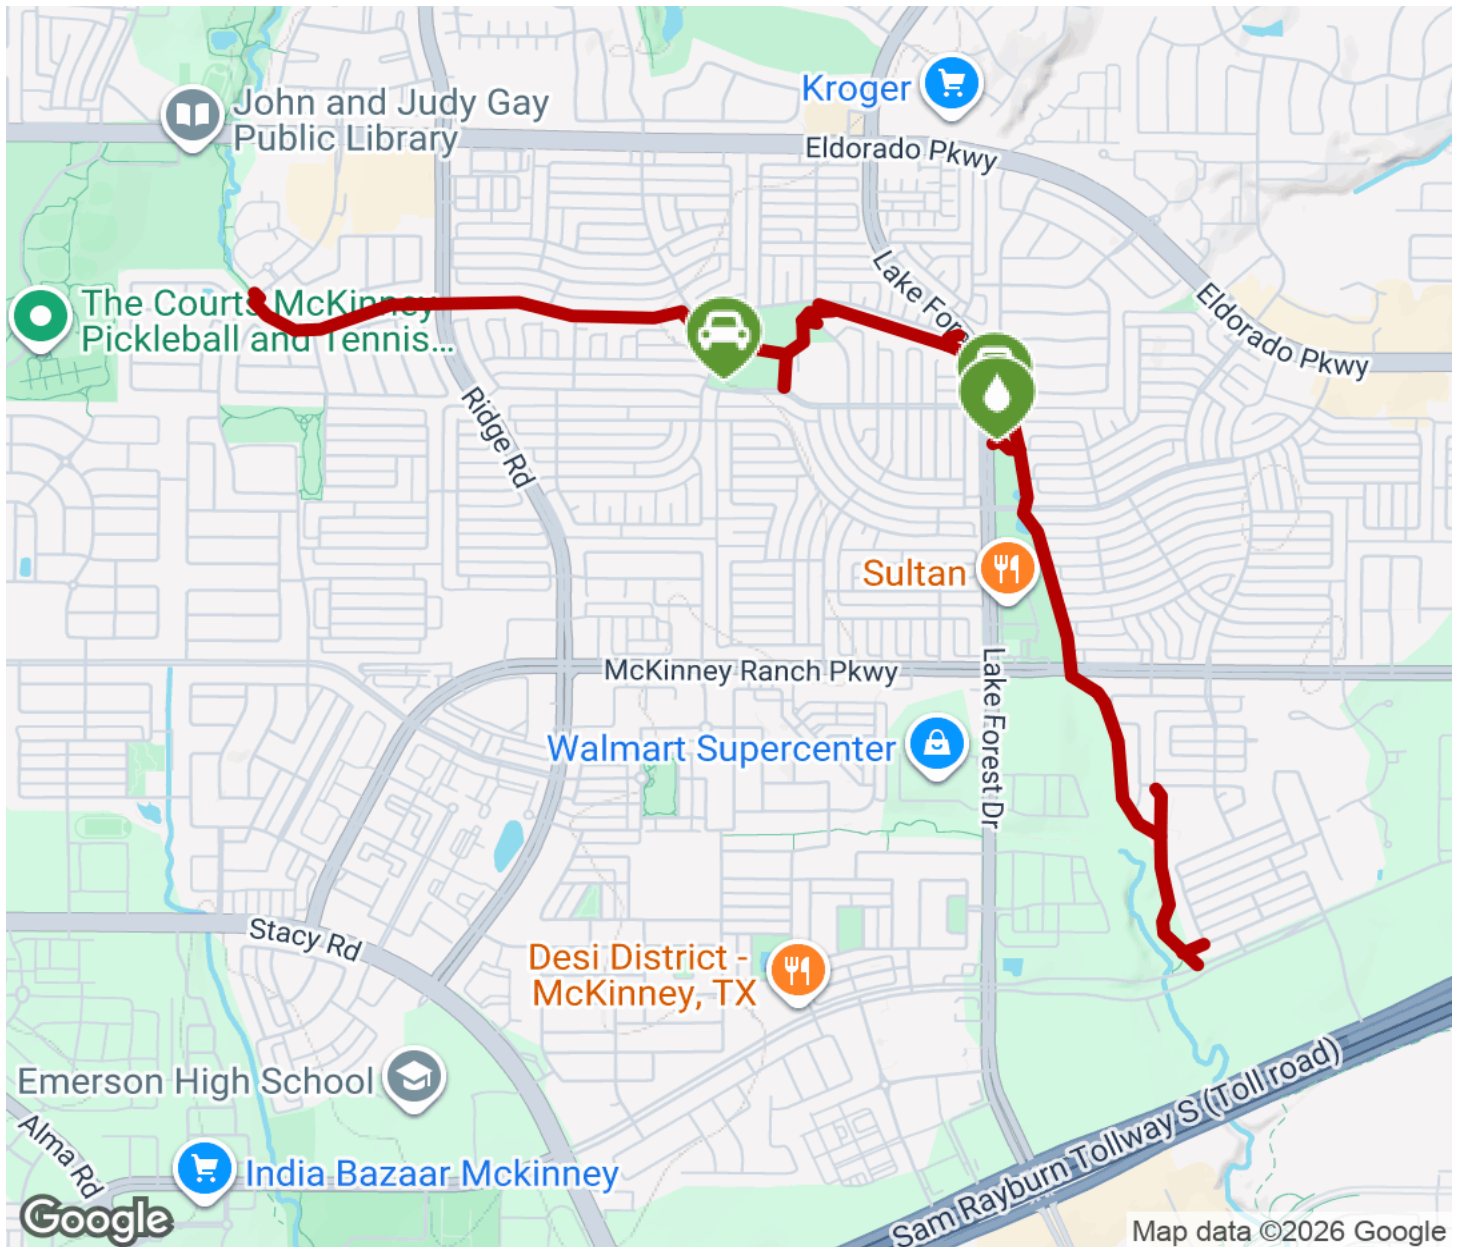 Kroger
John and Judy Gay
Public Library
Eldorado Pkwy
Lake Fore
The Courts McKinney
Pickleball and Tennis...
Eldorado Pkwy
Ridge Rd
Sultan
McKinney Ranch Pkwy
Lake Forest Dr
Walmart Supercenter
Stacy Rd
Desi District -
McKinney, TX
Emerson High School
Sam Rayburn Tollway S (Toll road)
Alma Rd
India Bazaar Mckinney
Google
Map data ©2026 Google